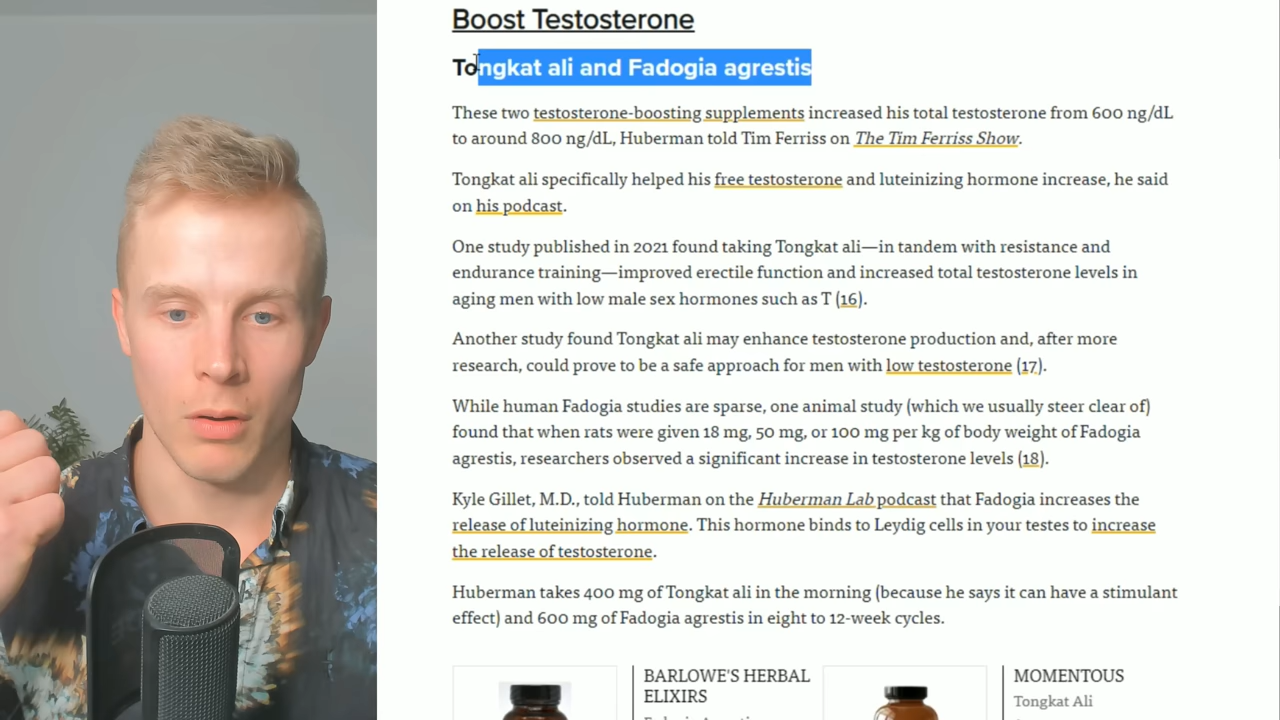 Boost Testosterone
Tongkat ali and Fadogia agrestis
These two testosterone-boosting supplements increased his total testosterone from 600 ng/dL
to around 800 ng/dL, Huberman told Tim Ferriss on The Tim Ferriss Show.
Tongkat ali specifically helped his free testosterone and luteinizing hormone increase, he said
on his podcast.
One study published in 2021 found taking Tongkat ali—in tandem with resistance and
endurance training—improved erectile function and increased total testosterone levels in
aging men with low male sex hormones such as T (16).
Another study found Tongkat ali may enhance testosterone production and, after more
research, could prove to be a safe approach for men with low testosterone (17).
While human Fadogia studies are sparse, one animal study (which we usually steer clear of)
found that when rats were given 18 mg, 50 mg, or 100 mg per kg of body weight of Fadogia
agrestis, researchers observed a significant increase in testosterone levels (18).
Kyle Gillet, M.D., told Huberman on the Huberman Lab podcast that Fadogia increases the
release of luteinizing hormone. This hormone binds to Leydig cells in your testes to increase
the release of testosterone.
Huberman takes 400 mg of Tongkat ali in the morning (because he says it can have a stimulant
effect) and 600 mg of Fadogia agrestis in eight to 12-week cycles.
BARLOWE'S HERBAL
ELIXIRS
MOMENTOUS
Tongkat Ali